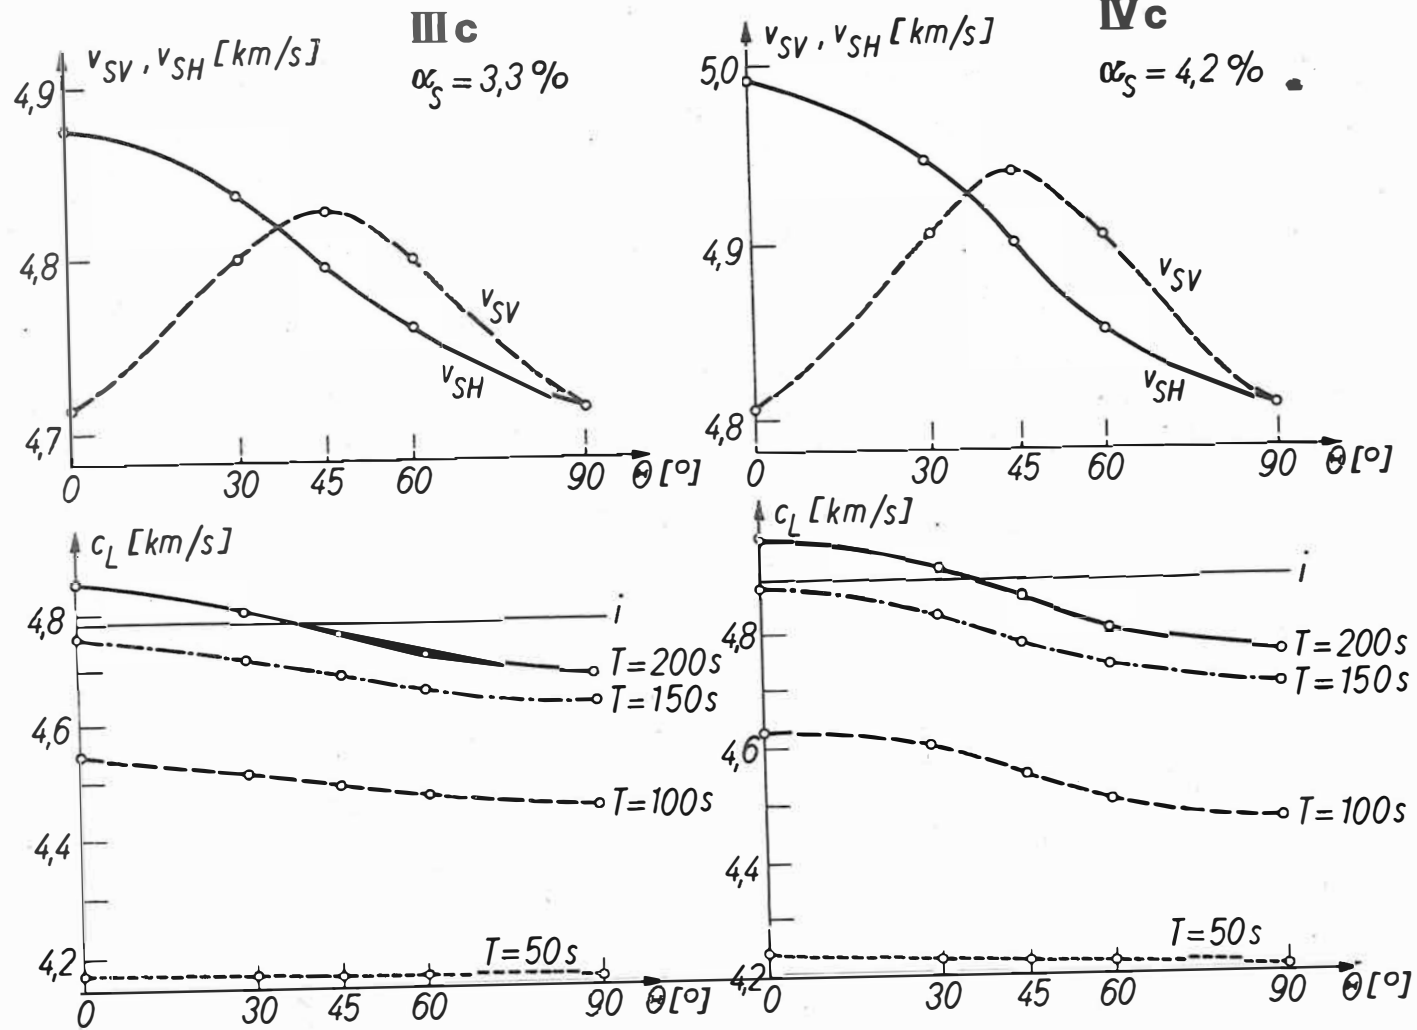 IIIc
v_SV, v_SH [km/s]
α_S = 3,3 %
4,9
4,8
4,7
v_SV
v_SH
0 30 45 60 90 Θ[°]
IVc
v_SV, v_SH [km/s]
α_S = 4,2 %
5,0
4,9
4,8
v_SV
v_SH
0 30 45 60 90 Θ[°]
c_L [km/s]
i
4,8
T=200s
T=150s
4,6
T=100s
4,4
T=50s
4,2
0 30 45 60 90 Θ[°]
c_L [km/s]
i
4,8
T=200s
T=150s
4,6
T=100s
4,4
T=50s
4,2
0 30 45 60 90 Θ[°]